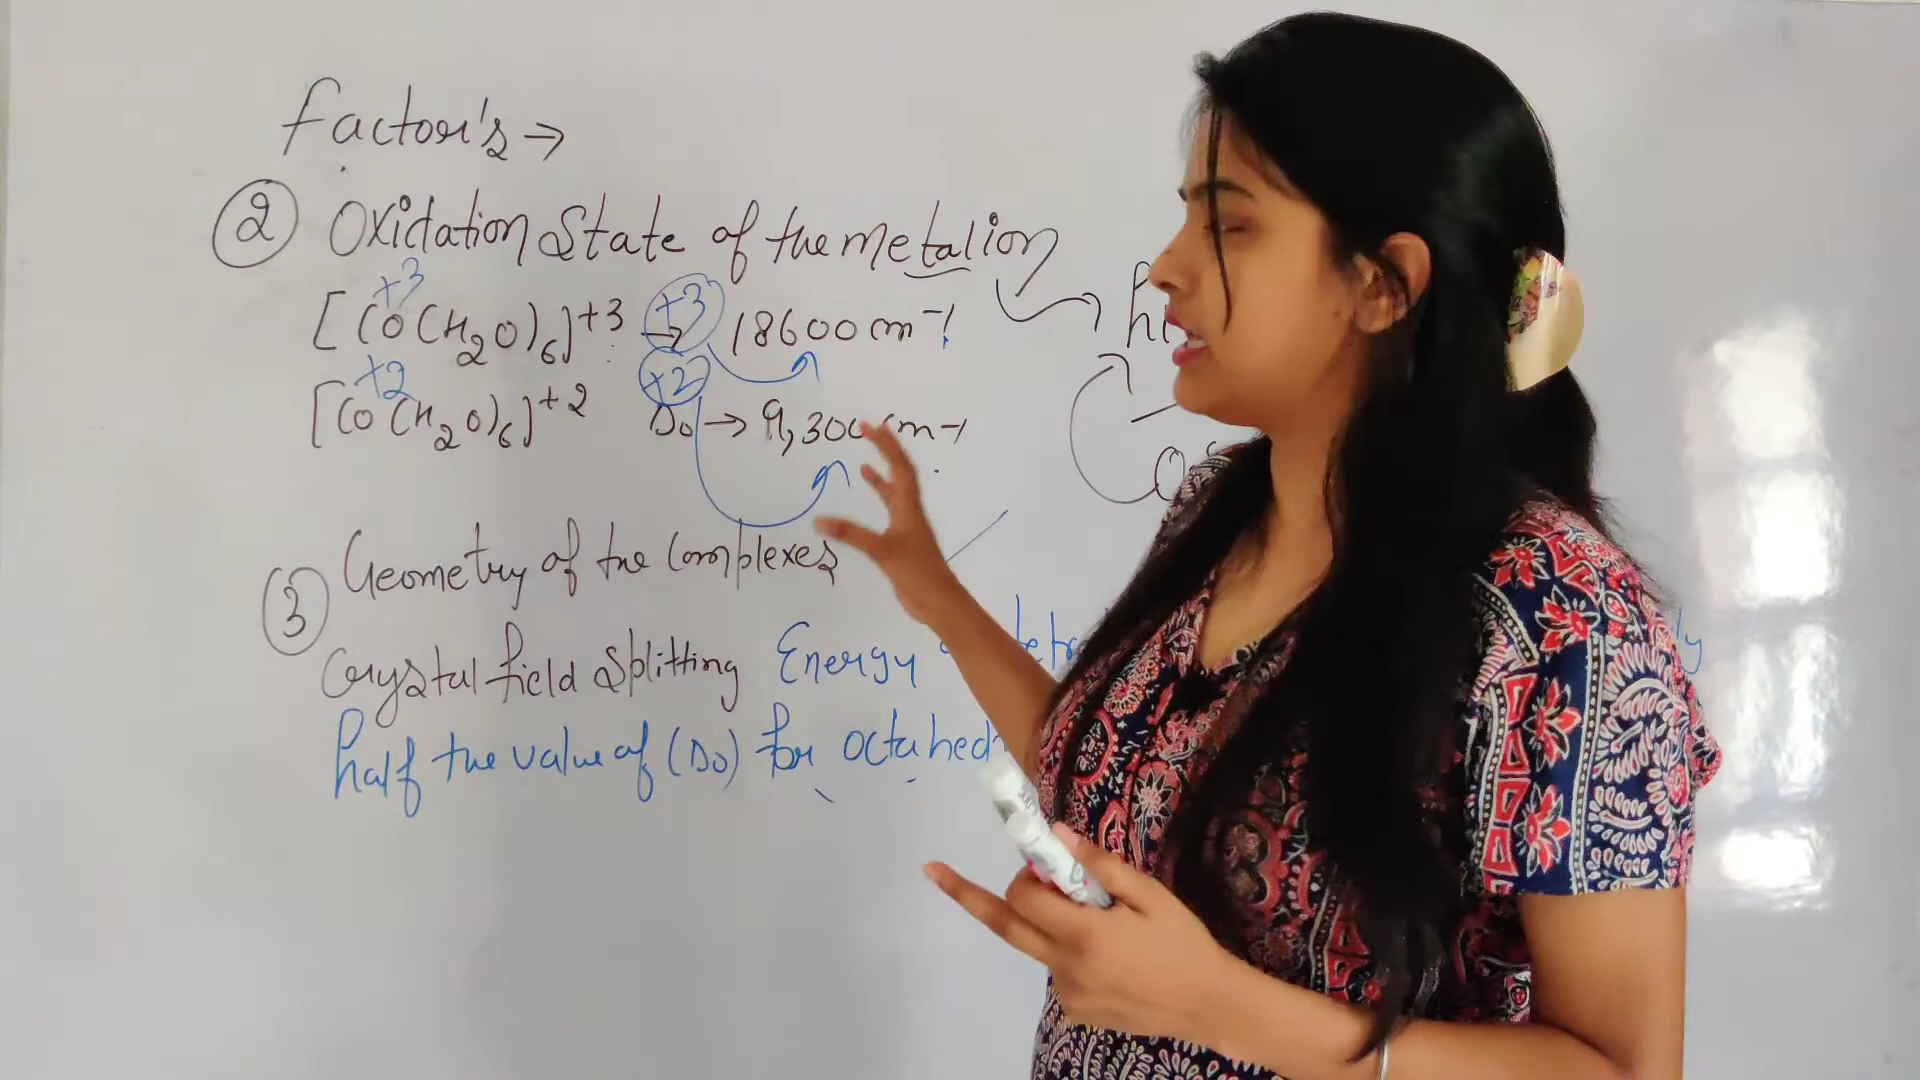 Factor's →
② Oxidation State of the metal ion
+3
[Co(H2O)6]+3 +3 → 18600 cm-1
+2 +2
[Co(H2O)6]+2 Do → 9,300 cm-1
③ Geometry of the Complexes
Crystal field Splitting Energy
half the value of (Do) for octahed